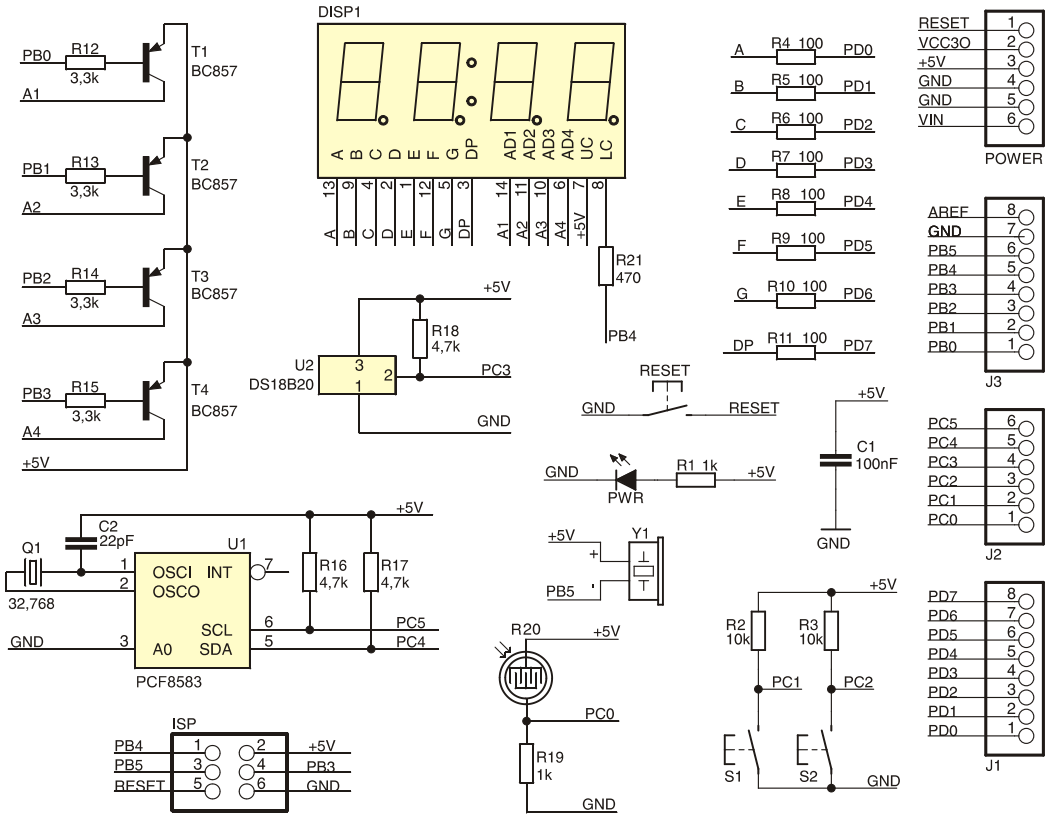 PB0 R12 3,3k A1 T1 BC857
PB1 R13 3,3k A2 T2 BC857
PB2 R14 3,3k A3 T3 BC857
PB3 R15 3,3k A4 T4 BC857
+5V
DISP1
A B C D E F G DP AD1 AD2 AD3 AD4 UC LC
13 9 4 2 1 12 5 3 14 11 10 6 7 8
A B C D E F G DP A1 A2 A3 A4 +5V
R21
470
PB4
+5V
R18
4,7k
U2
DS18B20
3
2
1
PC3
GND
A R4 100 PD0
B R5 100 PD1
C R6 100 PD2
D R7 100 PD3
E R8 100 PD4
F R9 100 PD5
G R10 100 PD6
DP R11 100 PD7
RESET
GND RESET
GND PWR R1 1k +5V
+5V
C1
100nF
GND
+5V + Y1
PB5 -
+5V
C2
22pF
Q1
32,768
U1
1 OSCI INT 7
2 OSCO
SCL 6 PC5
GND 3 A0 SDA 5 PC4
PCF8583
R16
4,7k
R17
4,7k
ISP
PB4 1 2 +5V
PB5 3 4 PB3
RESET 5 6 GND
R20
+5V
PC0
R19
1k
GND
+5V
R2
10k
R3
10k
PC1 PC2
S1 S2
GND
RESET 1
VCC3O 2
+5V 3
GND 4
GND 5
VIN 6
POWER
AREF 8
GND 7
PB5 6
PB4 5
PB3 4
PB2 3
PB1 2
PB0 1
J3
PC5 6
PC4 5
PC3 4
PC2 3
PC1 2
PC0 1
J2
PD7 8
PD6 7
PD5 6
PD4 5
PD3 4
PD2 3
PD1 2
PD0 1
J1